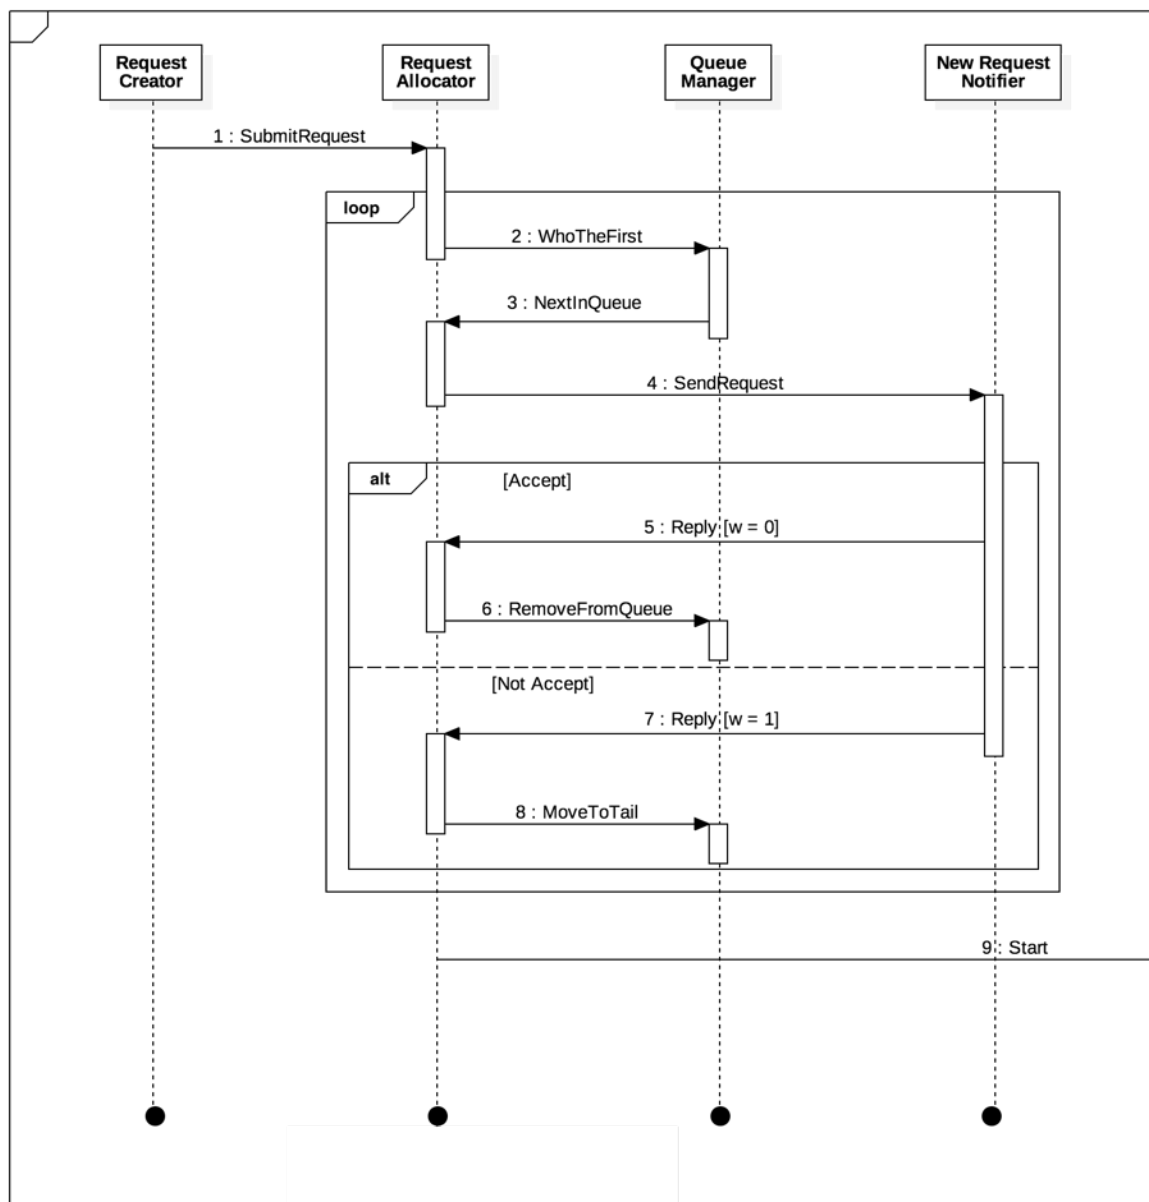 Request
Creator
Request
Allocator
Queue
Manager
New Request
Notifier
1 : SubmitRequest
loop
2 : WhoTheFirst
3 : NextInQueue
4 : SendRequest
alt
[Accept]
5 : Reply [w = 0]
6 : RemoveFromQueue
[Not Accept]
7 : Reply [w = 1]
8 : MoveToTail
9 : Start